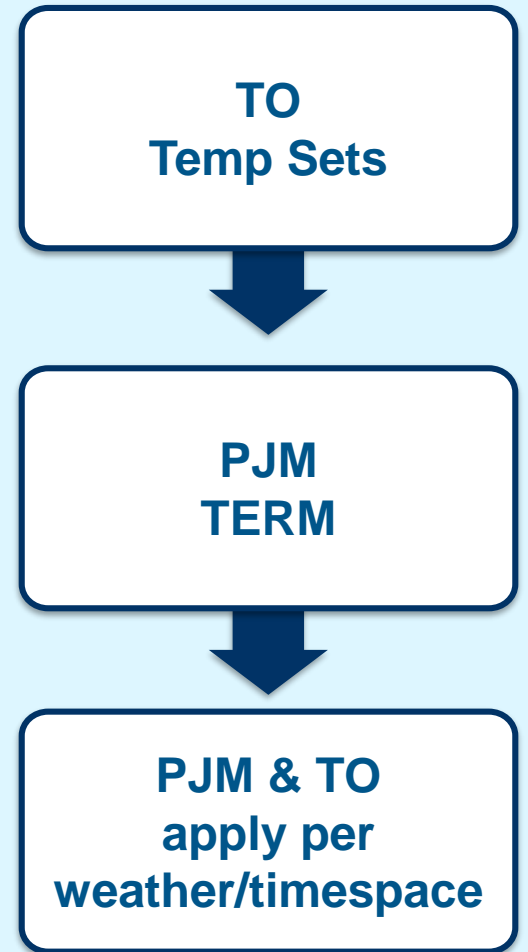 TO
Temp Sets
PJM
TERM
PJM & TO
apply per
weather/timespace